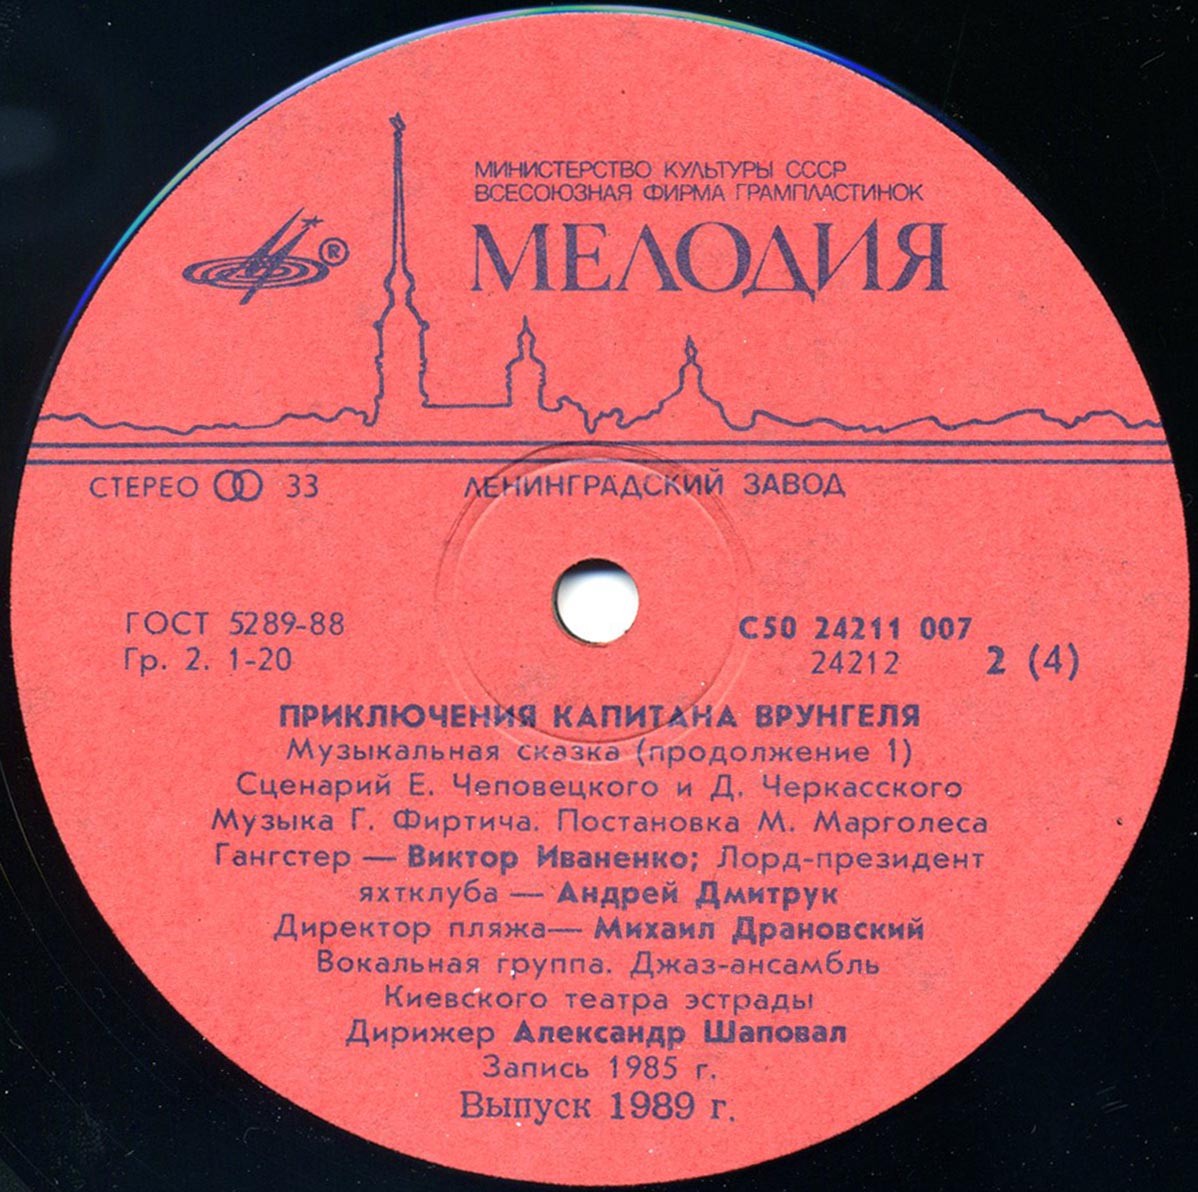 МИНИСТЕРСТВО КУЛЬТУРЫ СССР
ВСЕСОЮЗНАЯ ФИРМА ГРАМПЛАСТИНОК
МЕЛОДИЯ
®
СТЕРЕО 33
ЛЕНИНГРАДСКИЙ ЗАВОД
ГОСТ 5289-88
Гр. 2. 1-20
С50 24211 007
24212 2 (4)
ПРИКЛЮЧЕНИЯ КАПИТАНА ВРУНГЕЛЯ
Музыкальная сказка (продолжение 1)
Сценарий Е. Чеповецкого и Д. Черкасского
Музыка Г. Фиртича. Постановка М. Марголеса
Гангстер — Виктор Иваненко; Лорд-президент
яхтклуба — Андрей Дмитрук
Директор пляжа— Михаил Драновский
Вокальная группа. Джаз-ансамбль
Киевского театра эстрады
Дирижер Александр Шаповал
Запись 1985 г.
Выпуск 1989 г.